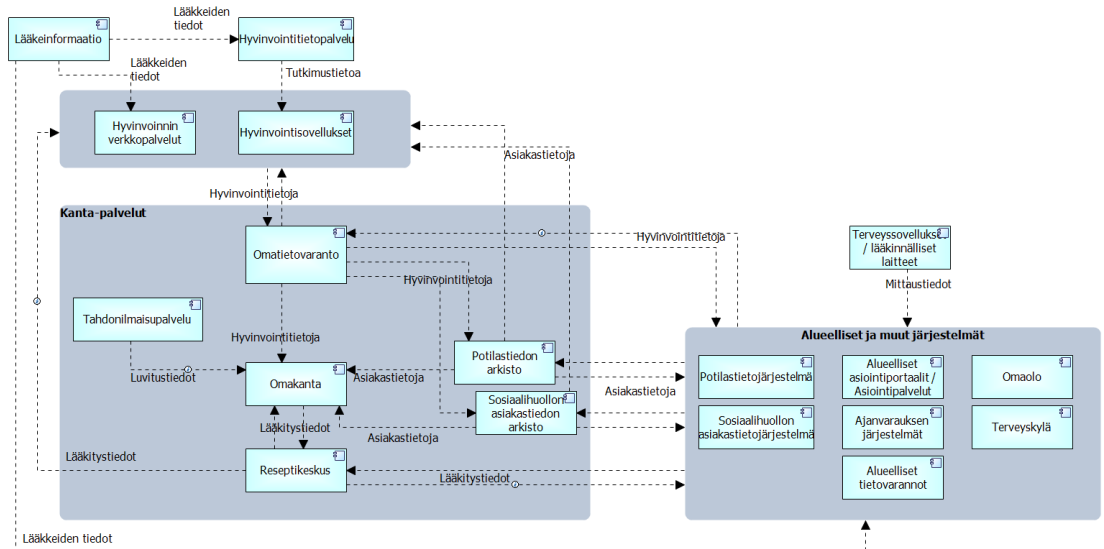 Lääkkeiden
tiedot
Lääkeinformaatio
Hyvinvointitietopalvelu
Lääkkeiden
tiedot
Tutkimustietoa
Hyvinvoinnin
verkkopalvelut
Hyvinvointisovellukset
Asiakastietoja
Hyvinvointitietoja
Kanta-palvelut
Omatietovaranto
Hyvinvointitietoja
Terveyssovellukset
/ lääkinnälliset
laitteet
Hyvinvointitietoja
Mittaustiedot
Tahdonilmaisupalvelu
Hyvinvointitietoja
Alueelliset ja muut järjestelmät
Potilastiedon
arkisto
Luvitustiedot
Omakanta
Asiakastietoja
Asiakastietoja
Potilastietojärjestelmä
Alueelliset
asiointiportaalit /
Asiointipalvelut
Omaolo
Sosiaalihuollon
asiakastiedon
arkisto
Lääkitystiedot
Asiakastietoja
Sosiaalihuollon
asiakastietojärjestelmä
Ajanvarauksen
järjestelmät
Terveyskylä
Lääkitystiedot
Reseptikeskus
Lääkitystiedot
Alueelliset
tietovarannot
Lääkkeiden tiedot